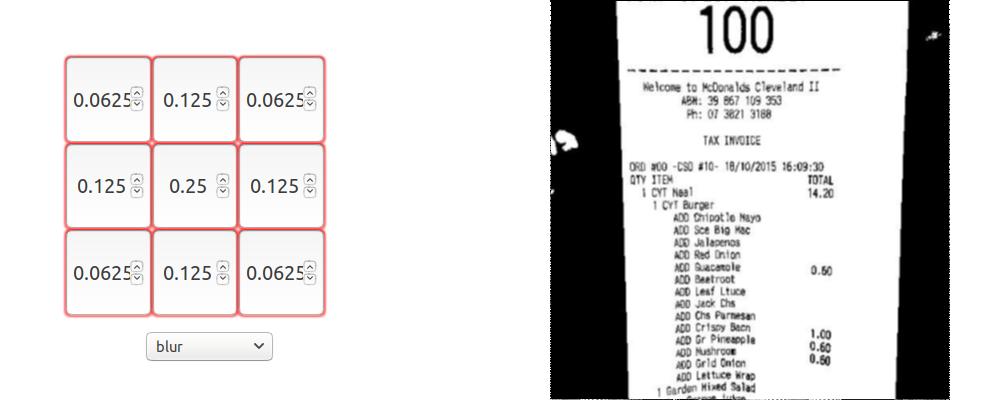 0.0625 0.125 0.0625
0.125 0.25 0.125
0.0625 0.125 0.0625
blur
100
Welcome to McDonalds Cleveland II
ABN: 39 867 109 353
Ph: 07 3821 3188
TAX INVOICE
ORD #00 -CSO #10- 18/10/2015 16:09:30
QTY ITEM TOTAL
1 CYT Meal 14.20
1 CYT Burger
ADD Chipotle Mayo
ADD Sce Big Mac
ADD Jalapenos
ADD Red Onion
ADD Guacamole 0.50
ADD Beetroot
ADD Leaf Ltuce
ADD Jack Chs
ADD Chs Parmesan
ADD Crispy Bacn 1.00
ADD Gr Pineapple 0.60
ADD Mushroom 0.50
ADD Grld Onion
ADD Lettuce Wrap
1 Garden Mixed Salad